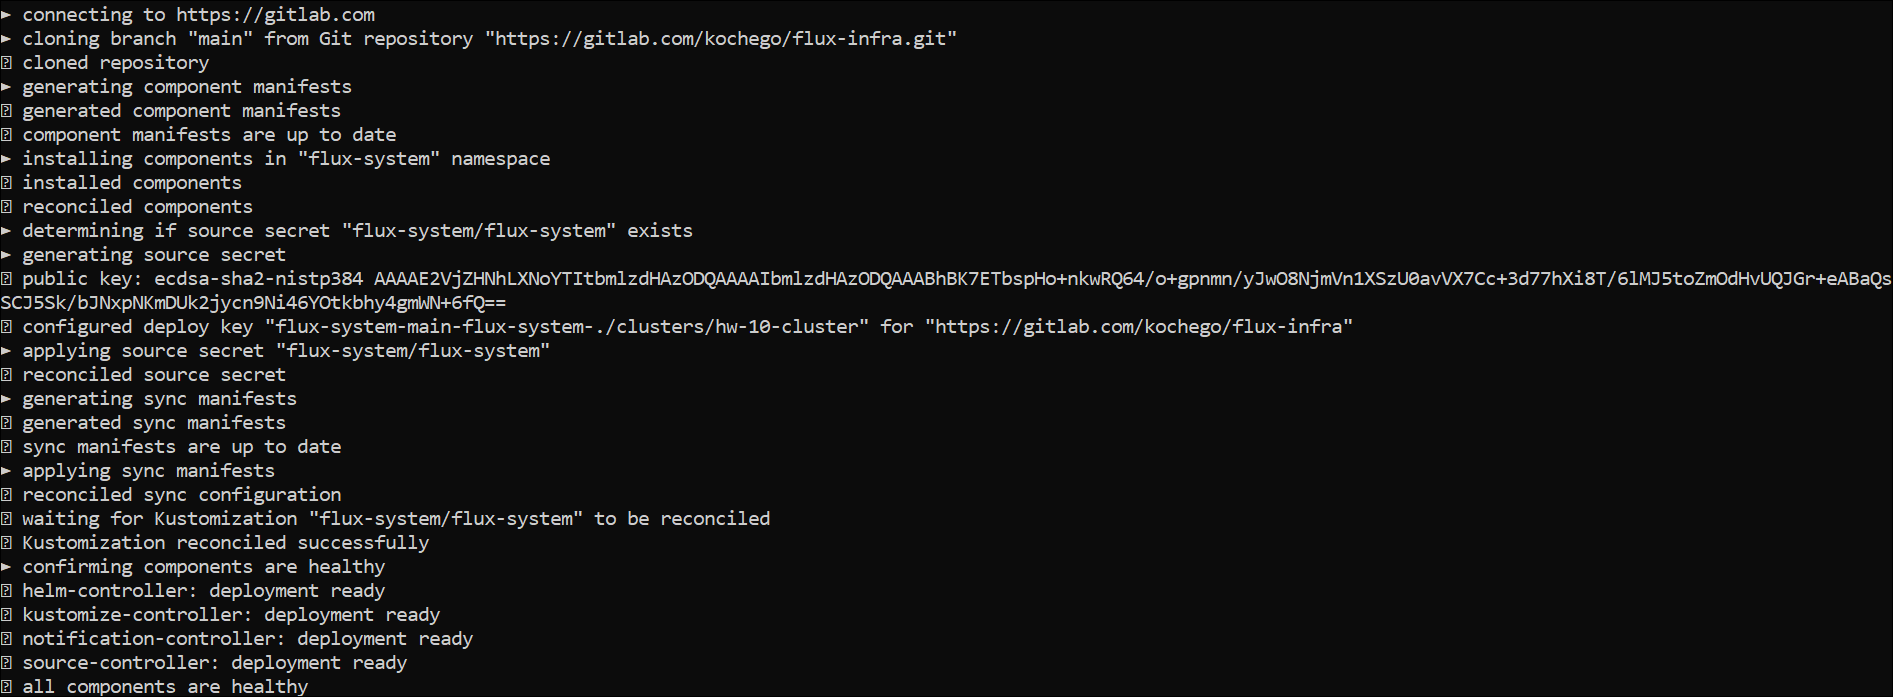 ► connecting to https://gitlab.com
► cloning branch "main" from Git repository "https://gitlab.com/kochego/flux-infra.git"
⍰ cloned repository
► generating component manifests
⍰ generated component manifests
⍰ component manifests are up to date
► installing components in "flux-system" namespace
⍰ installed components
⍰ reconciled components
► determining if source secret "flux-system/flux-system" exists
► generating source secret
⍰ public key: ecdsa-sha2-nistp384 AAAAE2VjZHNhLXNoYTItbmlzdHAzODQAAAAIbmlzdHAzODQAAABhBK7ETbspHo+nkwRQ64/o+gpnmn/yJwO8NjmVn1XSzU0avVX7Cc+3d77hXi8T/6lMJ5toZmOdHvUQJGr+eABaQs
SCJ5Sk/bJNxpNKmDUk2jycn9Ni46YOtkbhy4gmWN+6fQ==
⍰ configured deploy key "flux-system-main-flux-system-./clusters/hw-10-cluster" for "https://gitlab.com/kochego/flux-infra"
► applying source secret "flux-system/flux-system"
⍰ reconciled source secret
► generating sync manifests
⍰ generated sync manifests
⍰ sync manifests are up to date
► applying sync manifests
⍰ reconciled sync configuration
⍰ waiting for Kustomization "flux-system/flux-system" to be reconciled
⍰ Kustomization reconciled successfully
► confirming components are healthy
⍰ helm-controller: deployment ready
⍰ kustomize-controller: deployment ready
⍰ notification-controller: deployment ready
⍰ source-controller: deployment ready
⍰ all components are healthy